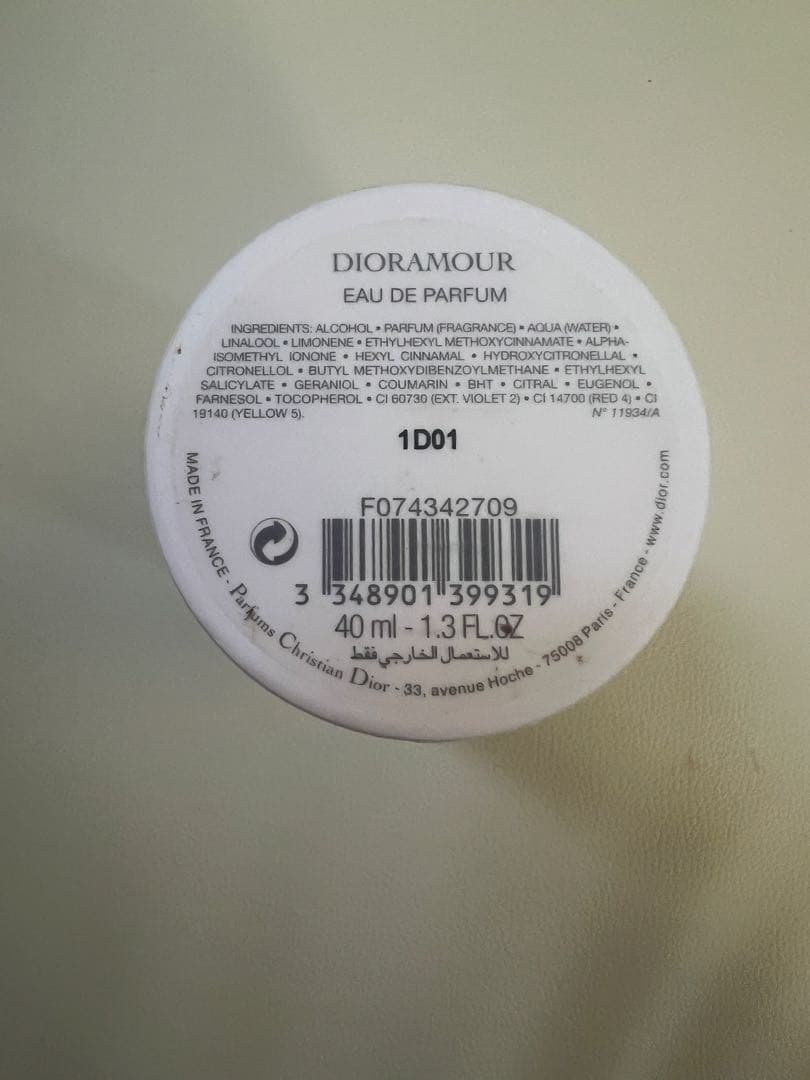 DIORAMOUR
EAU DE PARFUM
INGREDIENTS: ALCOHOL • PARFUM (FRAGRANCE) • AQUA (WATER) •
LINALOOL • LIMONENE • ETHYLHEXYL METHOXYCINNAMATE • ALPHA-
ISOMETHYL IONONE • HEXYL CINNAMAL • HYDROXYCITRONELLAL •
CITRONELLOL • BUTYL METHOXYDIBENZOYLMETHANE • ETHYLHEXYL
SALICYLATE • GERANIOL • COUMARIN • BHT • CITRAL • EUGENOL •
FARNESOL • TOCOPHEROL • CI 60730 (EXT. VIOLET 2) • CI 14700 (RED 4) • CI
19140 (YELLOW 5). N° 11934/A
1D01
F074342709
3 348901 399319
40 ml - 1.3 FL.OZ
للاستعمال الخارجي فقط
MADE IN FRANCE - Parfums Christian Dior - 33, avenue Hoche - 75008 Paris - France - www.dior.com